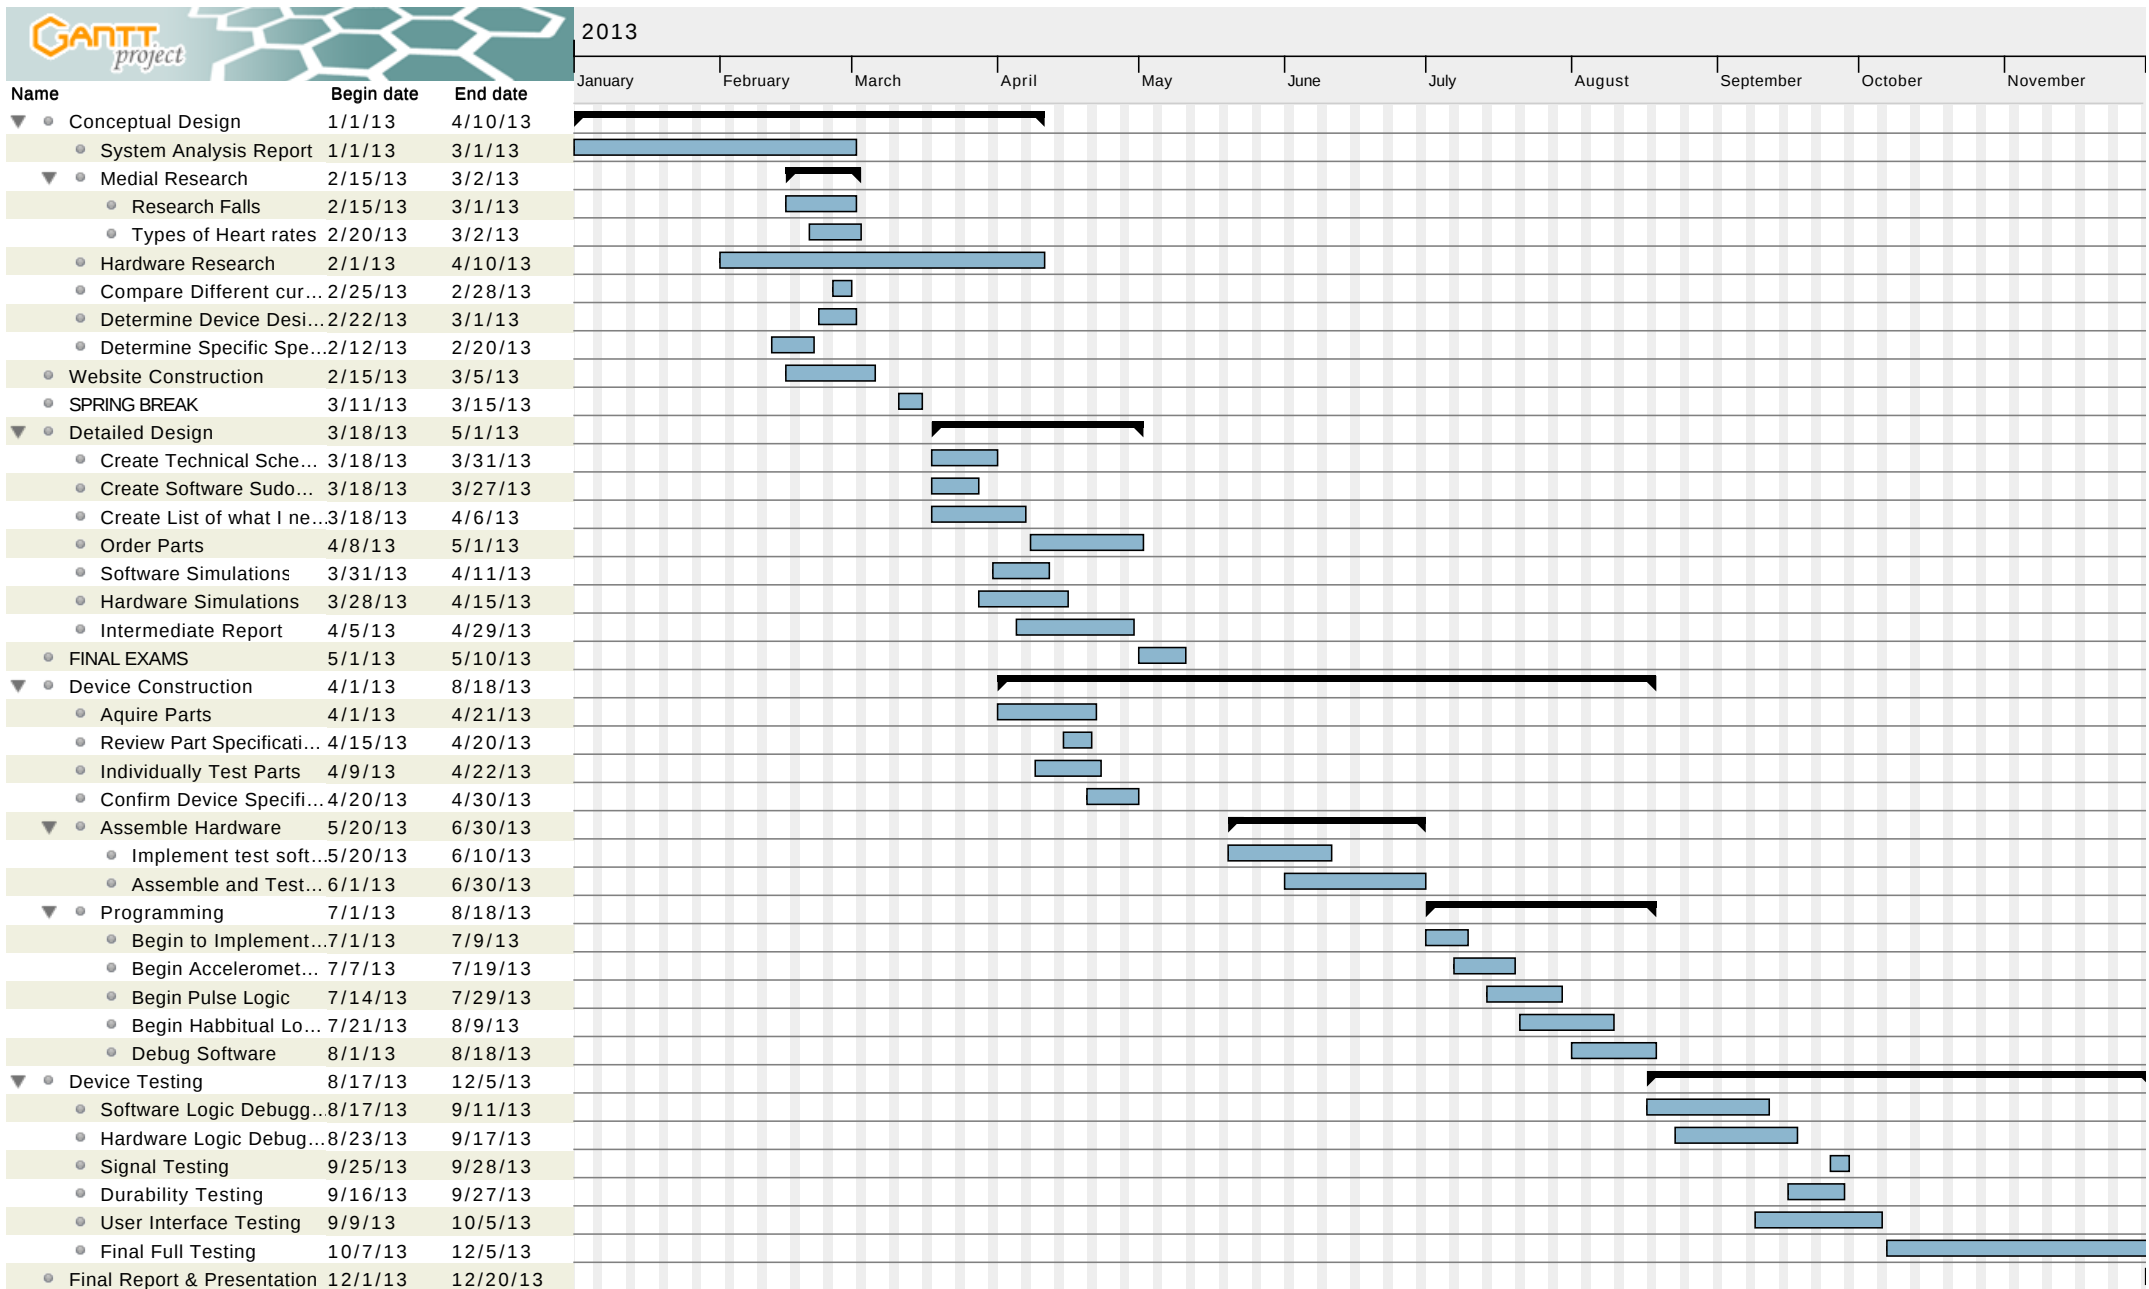 GANTT
project
2013
January February March April May June July August September October November
Name Begin date End date
Conceptual Design 1/1/13 4/10/13
System Analysis Report 1/1/13 3/1/13
Medial Research 2/15/13 3/2/13
Research Falls 2/15/13 3/1/13
Types of Heart rates 2/20/13 3/2/13
Hardware Research 2/1/13 4/10/13
Compare Different cur... 2/25/13 2/28/13
Determine Device Desi... 2/22/13 3/1/13
Determine Specific Spe... 2/12/13 2/20/13
Website Construction 2/15/13 3/5/13
SPRING BREAK 3/11/13 3/15/13
Detailed Design 3/18/13 5/1/13
Create Technical Sche... 3/18/13 3/31/13
Create Software Sudo... 3/18/13 3/27/13
Create List of what I ne... 3/18/13 4/6/13
Order Parts 4/8/13 5/1/13
Software Simulations 3/31/13 4/11/13
Hardware Simulations 3/28/13 4/15/13
Intermediate Report 4/5/13 4/29/13
FINAL EXAMS 5/1/13 5/10/13
Device Construction 4/1/13 8/18/13
Aquire Parts 4/1/13 4/21/13
Review Part Specificati... 4/15/13 4/20/13
Individually Test Parts 4/9/13 4/22/13
Confirm Device Specifi... 4/20/13 4/30/13
Assemble Hardware 5/20/13 6/30/13
Implement test soft... 5/20/13 6/10/13
Assemble and Test... 6/1/13 6/30/13
Programming 7/1/13 8/18/13
Begin to Implement... 7/1/13 7/9/13
Begin Acceleromet... 7/7/13 7/19/13
Begin Pulse Logic 7/14/13 7/29/13
Begin Habbitual Lo... 7/21/13 8/9/13
Debug Software 8/1/13 8/18/13
Device Testing 8/17/13 12/5/13
Software Logic Debugg... 8/17/13 9/11/13
Hardware Logic Debug... 8/23/13 9/17/13
Signal Testing 9/25/13 9/28/13
Durability Testing 9/16/13 9/27/13
User Interface Testing 9/9/13 10/5/13
Final Full Testing 10/7/13 12/5/13
Final Report & Presentation 12/1/13 12/20/13